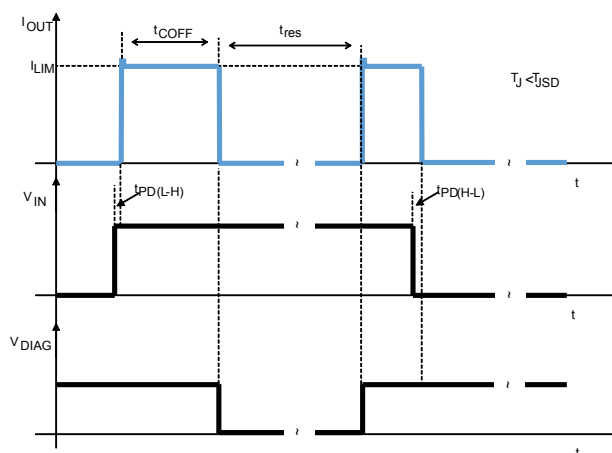 IOUT
tCOFF
tres
ILIM
TJ <TJSD
~
~
t
tPD(L-H)
tPD(H-L)
VIN
~
~
t
VDIAG
~
~
t